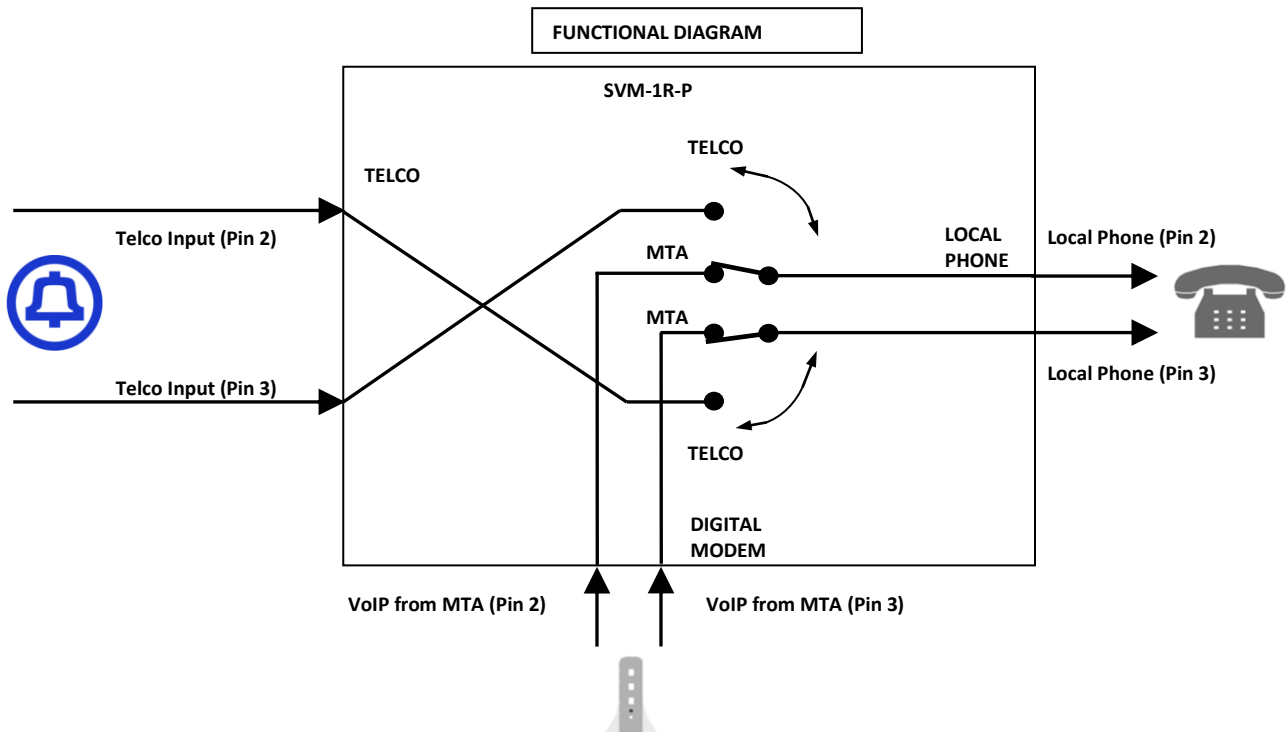 FUNCTIONAL DIAGRAM
SVM-1R-P
TELCO
TELCO
Telco Input (Pin 2)
MTA
LOCAL
PHONE
Local Phone (Pin 2)
MTA
Telco Input (Pin 3)
Local Phone (Pin 3)
TELCO
DIGITAL
MODEM
VoIP from MTA (Pin 2)
VoIP from MTA (Pin 3)